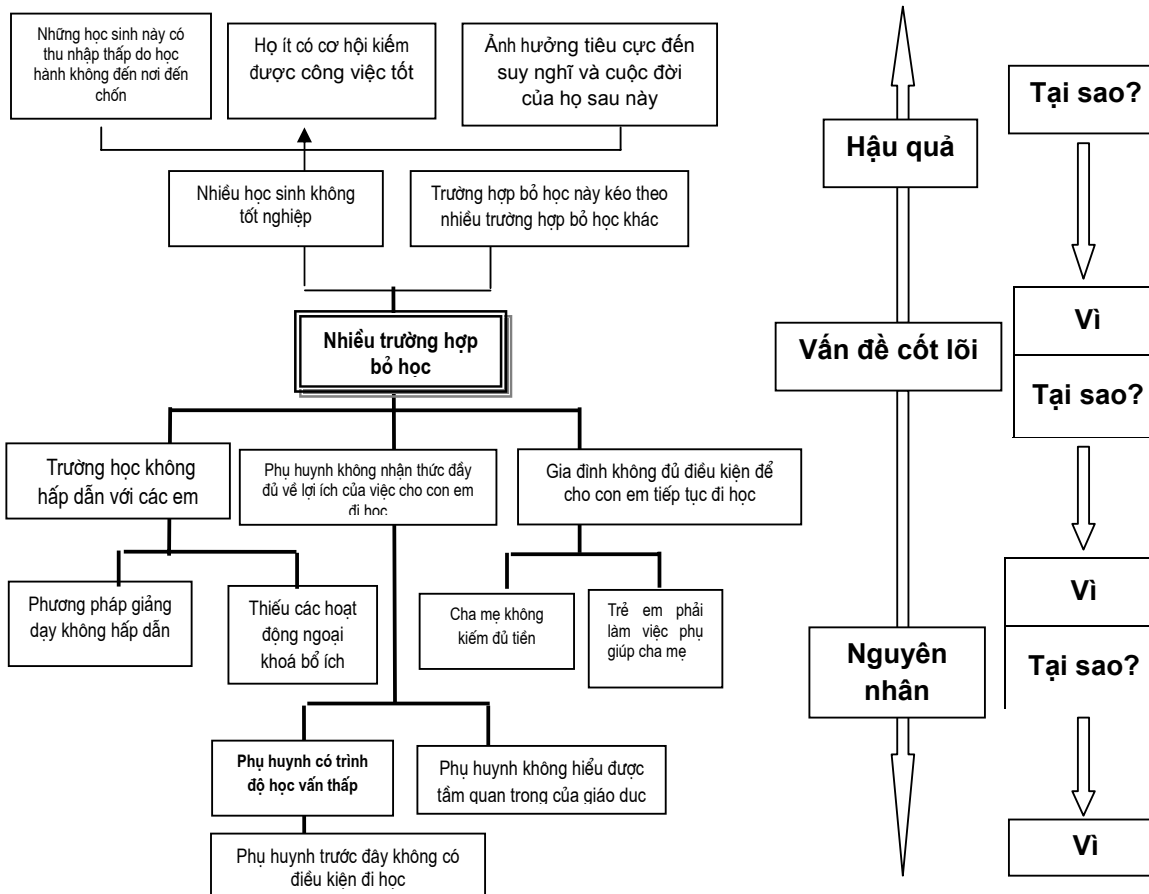 Những học sinh này có
thu nhập thấp do học
hành không đến nơi đến
chốn
Họ ít có cơ hội kiếm
được công việc tốt
Ảnh hưởng tiêu cực đến
suy nghĩ và cuộc đời
của họ sau này
Nhiều học sinh không
tốt nghiệp
Trường hợp bỏ học này kéo theo
nhiều trường hợp bỏ học khác
Nhiều trường hợp
bỏ học
Trường học không
hấp dẫn với các em
Phụ huynh không nhận thức đầy
đủ về lợi ích của việc cho con em
đi học
Gia đình không đủ điều kiện để
cho con em tiếp tục đi học
Phương pháp giảng
dạy không hấp dẫn
Thiếu các hoạt
động ngoại
khoá bổ ích
Cha mẹ không
kiếm đủ tiền
Trẻ em phải
làm việc phụ
giúp cha mẹ
Phụ huynh có trình
độ học vấn thấp
Phụ huynh không hiểu được
tầm quan trong của giáo duc
Phụ huynh trước đây không có
điều kiện đi học
Hậu quả
Vấn đề cốt lõi
Nguyên
nhân
Tại sao?
Vì
Tại sao?
Vì
Tại sao?
Vì